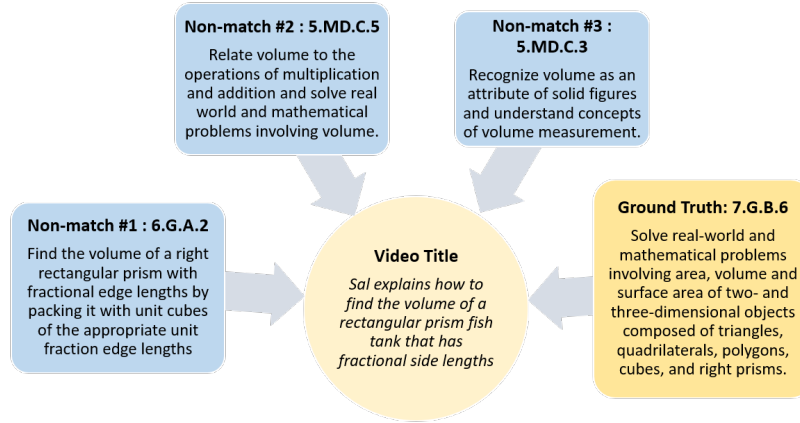 Non-match #2 : 5.MD.C.5
Relate volume to the
operations of multiplication
and addition and solve real
world and mathematical
problems involving volume.
Non-match #3 :
5.MD.C.3
Recognize volume as an
attribute of solid figures
and understand concepts
of volume measurement.
Non-match #1 : 6.G.A.2
Find the volume of a right
rectangular prism with
fractional edge lengths by
packing it with unit cubes
of the appropriate unit
fraction edge lengths
Video Title
Sal explains how to
find the volume of a
rectangular prism fish
tank that has
fractional side lengths
Ground Truth: 7.G.B.6
Solve real-world and
mathematical problems
involving area, volume and
surface area of two- and
three-dimensional objects
composed of triangles,
quadrilaterals, polygons,
cubes, and right prisms.